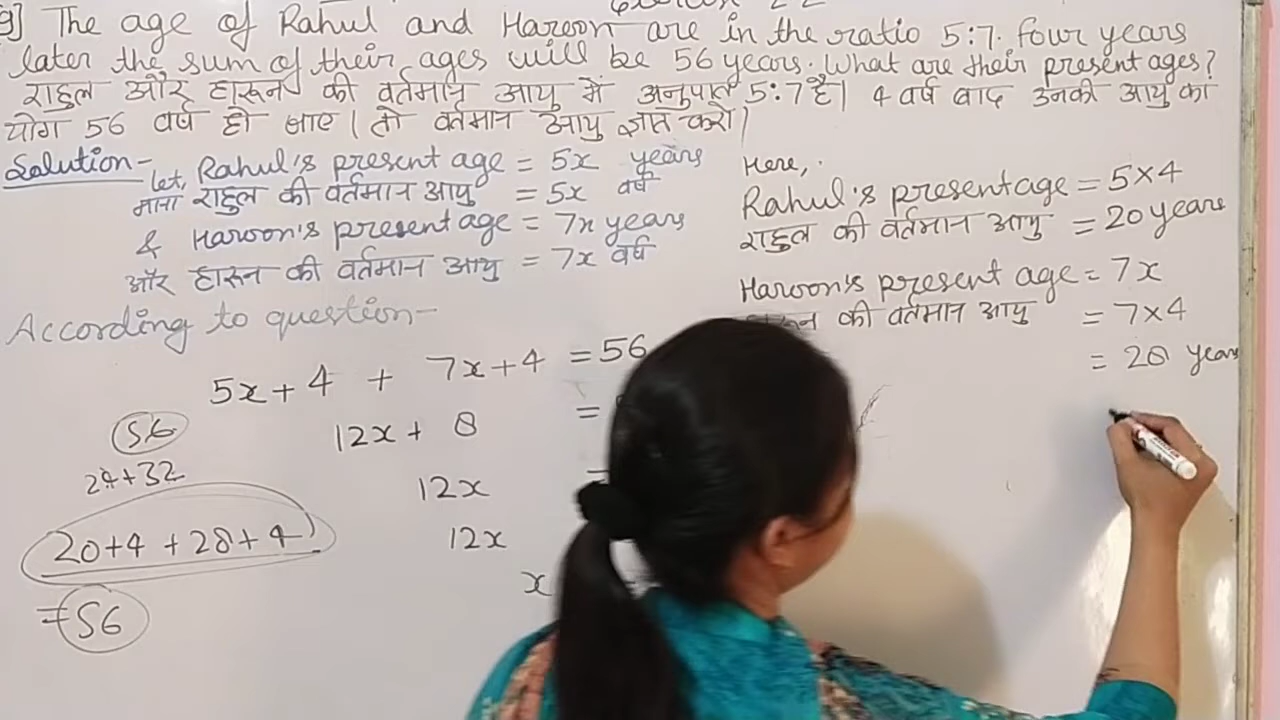 9] The age of Rahul and Haroon are in the ratio 5:7. Four years
later the sum of their ages will be 56 years. What are their present ages?
राहुल और हारून की वर्तमान आयु में अनुपात 5:7 है। 4 वर्ष बाद उनकी आयु का
योग 56 वर्ष हो जाए। तो वर्तमान आयु ज्ञात करो।
Solution-
let, Rahul's present age = 5x years
माना राहुल की वर्तमान आयु = 5x वर्ष
& Haroon's present age = 7x years
और हारून की वर्तमान आयु = 7x वर्ष
According to question-
5x+4 + 7x+4 = 56
12x + 8 =
12x =
12x
x
56
24+32
20+4 +28+4
=56
Here,
Rahul's present age = 5×4
राहुल की वर्तमान आयु = 20 years
Haroon's present age = 7x
की वर्तमान आयु = 7×4
= 28 years